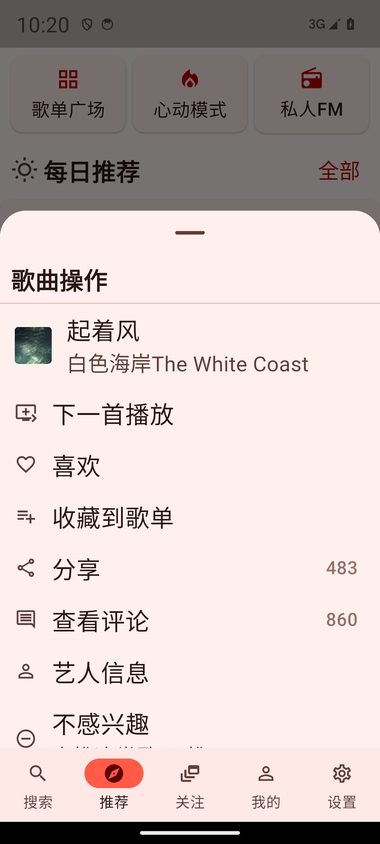 10:20
3G
歌单广场
心动模式
私人FM
每日推荐
全部
歌曲操作
起着风
白色海岸The White Coast
下一首播放
喜欢
收藏到歌单
分享
483
查看评论
860
艺人信息
不感兴趣
搜索
推荐
关注
我的
设置